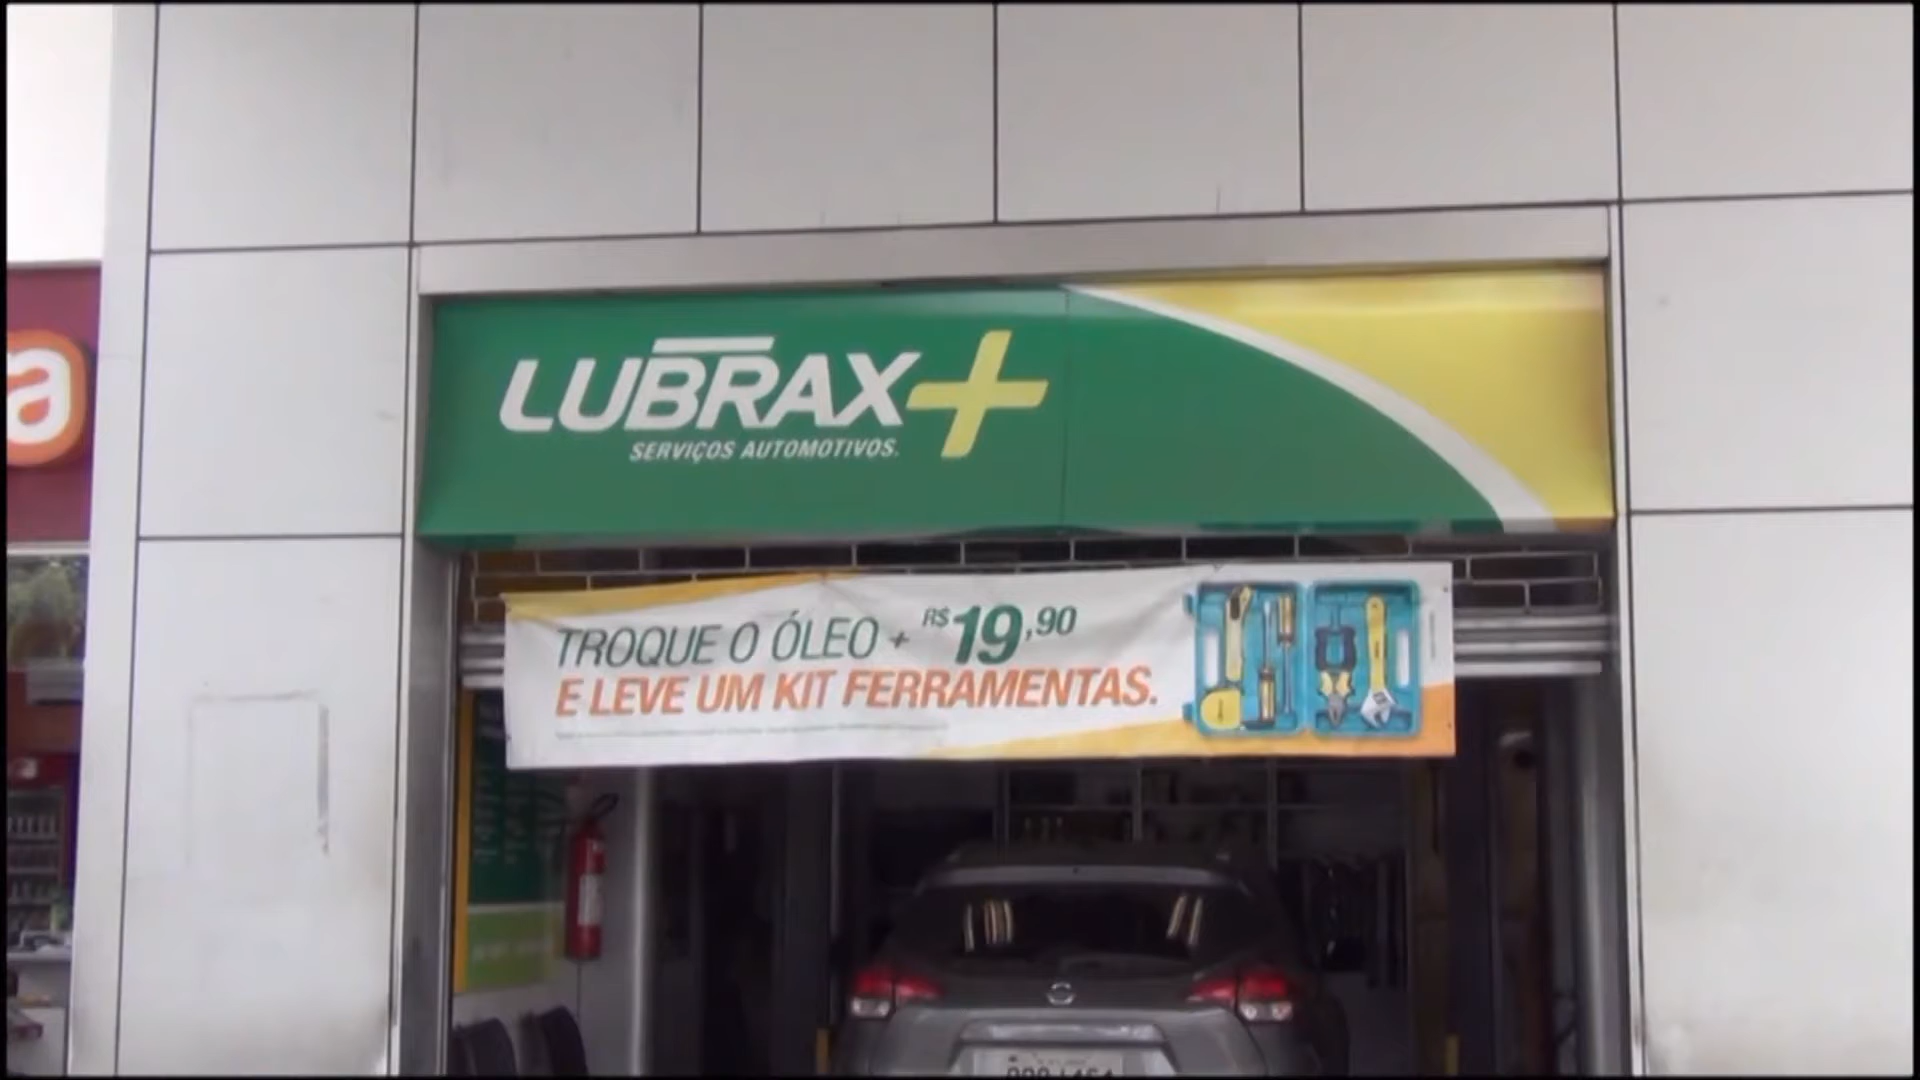 a
LUBRAX+
SERVIÇOS AUTOMOTIVOS.
TROQUE O ÓLEO + R$19,90
E LEVE UM KIT FERRAMENTAS.